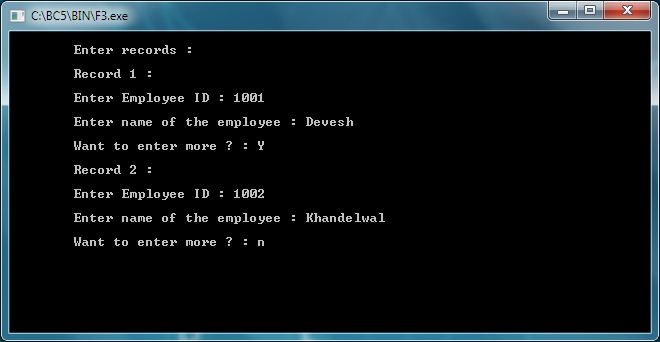 C:\BC5\BIN\F3.exe
Enter records :
Record 1 :
Enter Employee ID : 1001
Enter name of the employee : Devesh
Want to enter more ? : Y
Record 2 :
Enter Employee ID : 1002
Enter name of the employee : Khandelwal
Want to enter more ? : n